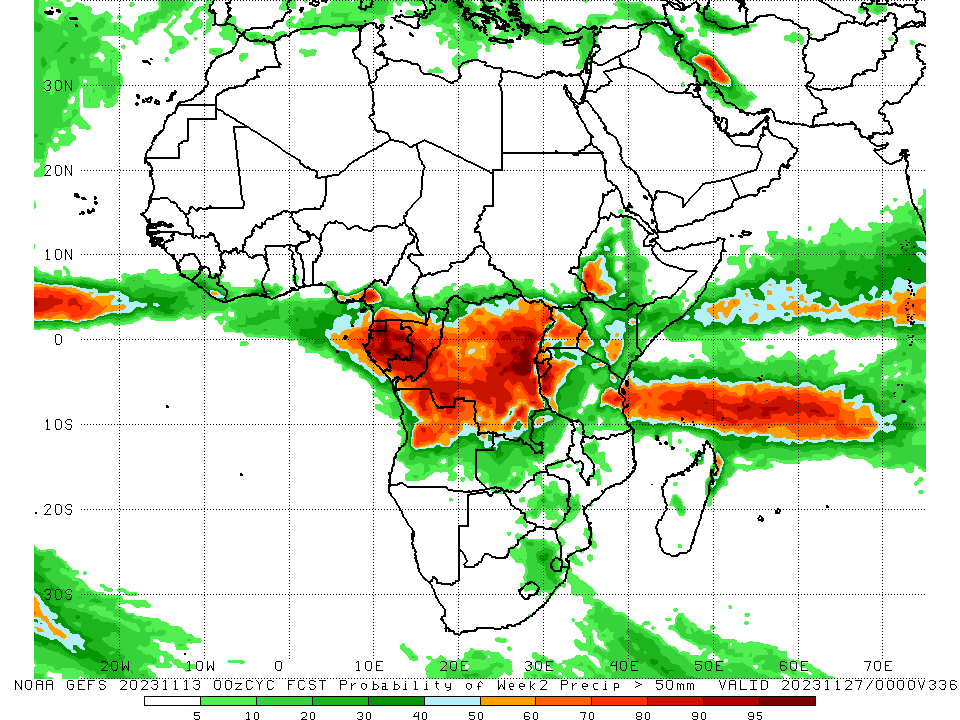 30N
20N
10N
0
10S
20S
30S
20W 10W 0 10E 20E 30E 40E 50E 60E 70E
NOAA GEFS 20231113 00zCYC FCST Probability of Week2 Precip > 50mm VALID 20231127/0000V336
5 10 20 30 40 50 60 70 80 90 95